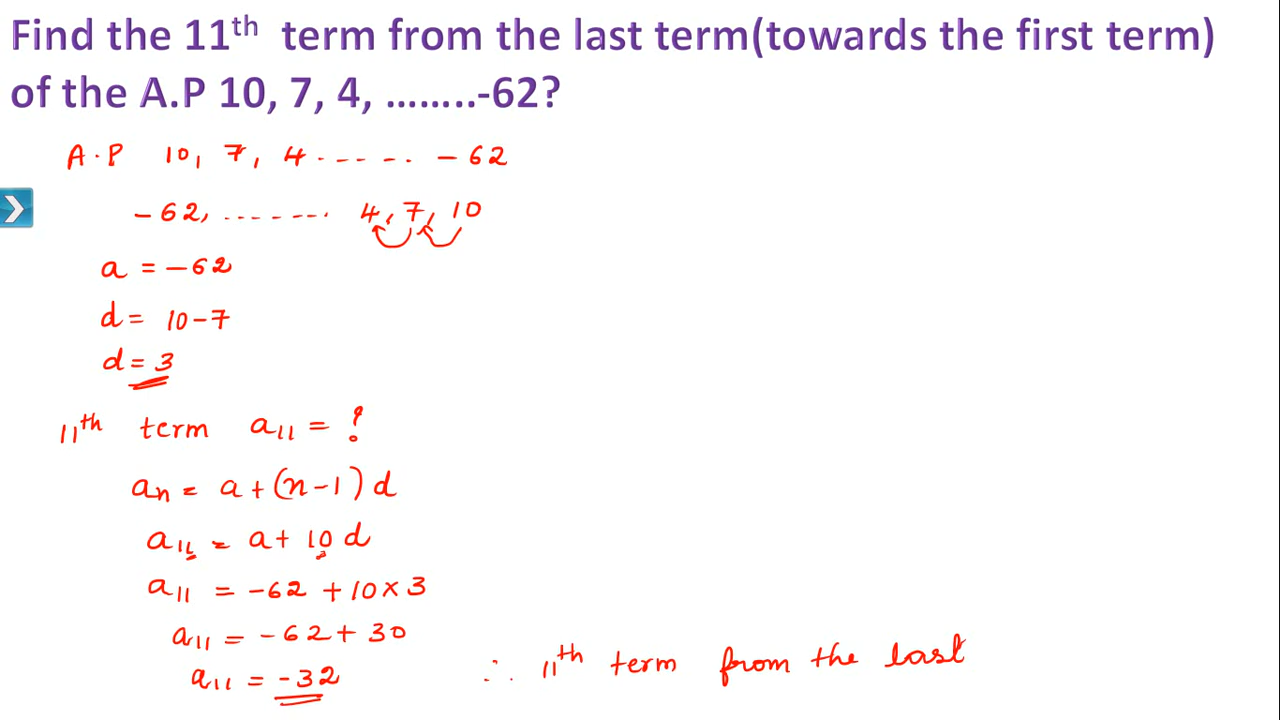 Find the 11th term from the last term(towards the first term)
of the A.P 10, 7, 4, ........-62?
A.P 10, 7, 4 ...... -62
-62, ....... 4, 7, 10
a = -62
d = 10-7
d = 3
11th term a11 = ?
an = a + (n-1) d
a11 = a + 10 d
a11 = -62 + 10 × 3
a11 = -62 + 30
a11 = -32 ∴ 11th term from the last